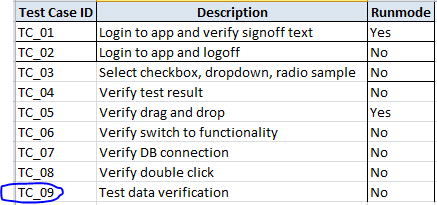 Test Case ID Description Runmode
TC_01 Login to app and verify signoff text Yes
TC_02 Login to app and logoff No
TC_03 Select checkbox, dropdown, radio sample No
TC_04 Verify test result No
TC_05 Verify drag and drop Yes
TC_06 Verify switch to functionality No
TC_07 Verify DB connection No
TC_08 Verify double click No
TC_09 Test data verification No